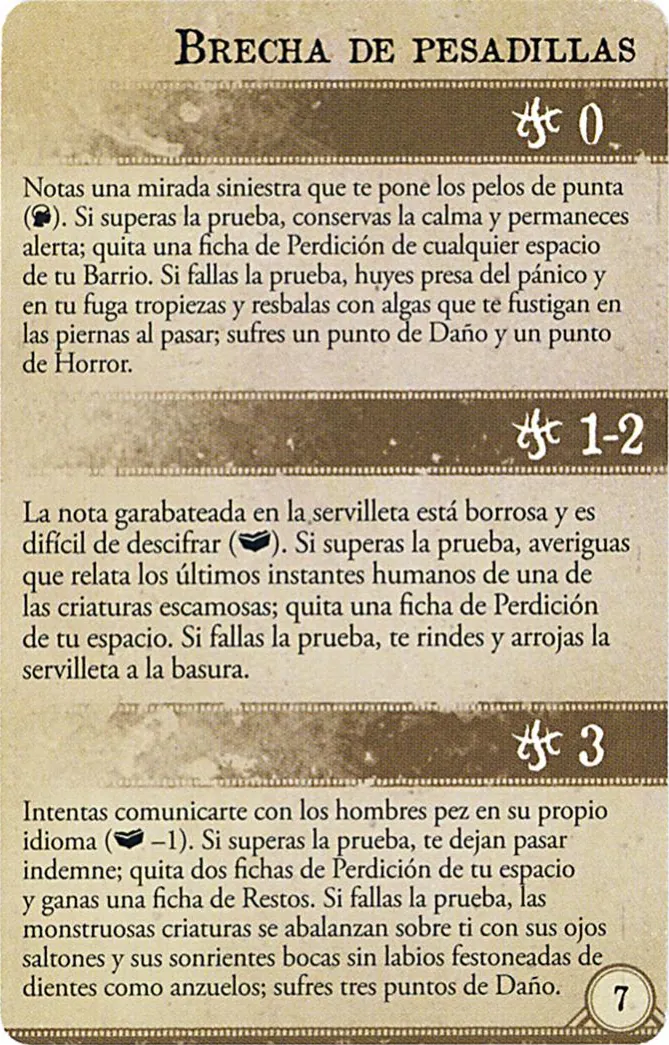 Brecha de pesadillas
0
Notas una mirada siniestra que te pone los pelos de punta
(). Si superas la prueba, conservas la calma y permaneces
alerta; quita una ficha de Perdición de cualquier espacio
de tu Barrio. Si fallas la prueba, huyes presa del pánico y
en tu fuga tropiezas y resbalas con algas que te fustigan en
las piernas al pasar; sufres un punto de Daño y un punto
de Horror.
1-2
La nota garabateada en la servilleta está borrosa y es
difícil de descifrar (). Si superas la prueba, averiguas
que relata los últimos instantes humanos de una de
las criaturas escamosas; quita una ficha de Perdición
de tu espacio. Si fallas la prueba, te rindes y arrojas la
servilleta a la basura.
3
Intentas comunicarte con los hombres pez en su propio
idioma ( –1). Si superas la prueba, te dejan pasar
indemne; quita dos fichas de Perdición de tu espacio
y ganas una ficha de Restos. Si fallas la prueba, las
monstruosas criaturas se abalanzan sobre ti con sus ojos
saltones y sus sonrientes bocas sin labios festoneadas de
dientes como anzuelos; sufres tres puntos de Daño.
7